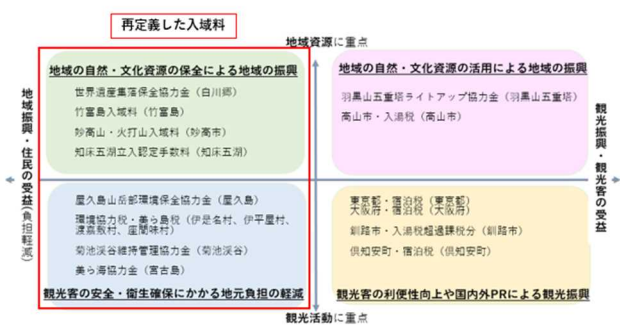 再定義した入域料
地域資源に重点
地域の自然・文化資源の保全による地域の振興
世界遺産集落保全協力金（白川郷）
竹富島入域料（竹富島）
妙高山・火打山入域料（妙高市）
知床五湖立入認定手数料（知床五湖）
地域の自然・文化資源の活用による地域の振興
羽黒山五重塔ライトアップ協力金（羽黒山五重塔）
高山市・入湯税（高山市）
地域振興・住民の受益(負担軽減)
観光振興・観光客の受益
屋久島山岳部環境保全協力金（屋久島）
環境協力税・美ら島税（伊是名村、伊平屋村、
渡嘉敷村、座間味村）
菊池渓谷維持管理協力金（菊池渓谷）
美ら海協力金（宮古島）
観光客の安全・衛生確保にかかる地元負担の軽減
東京都・宿泊税（東京都）
大阪府・宿泊税（大阪府）
釧路市・入湯税超過課税分（釧路市）
倶知安町・宿泊税（倶知安町）
観光客の利便性向上や国内外PRによる観光振興
観光活動に重点